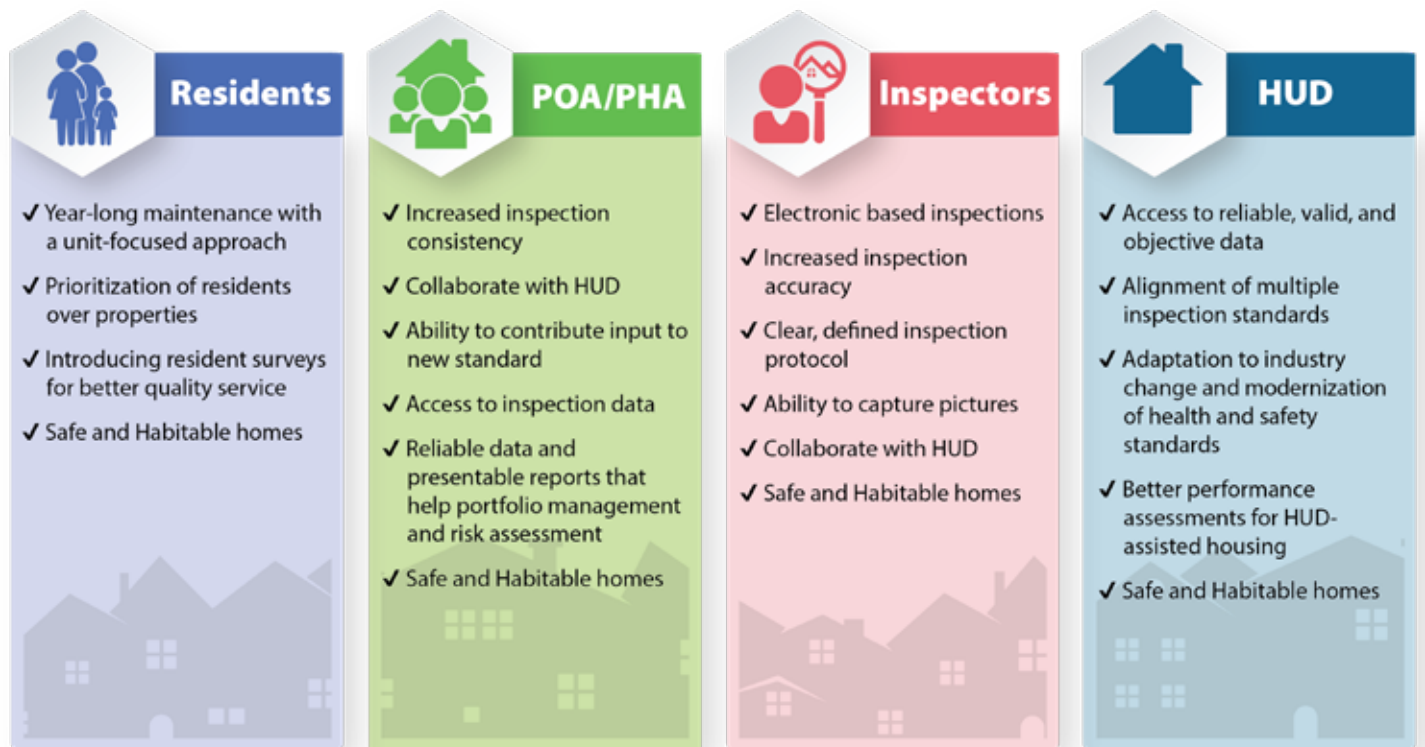 Residents
✔ Year-long maintenance with
a unit-focused approach
✔ Prioritization of residents
over properties
✔ Introducing resident surveys
for better quality service
✔ Safe and Habitable homes
POA/PHA
✔ Increased inspection
consistency
✔ Collaborate with HUD
✔ Ability to contribute input to
new standard
✔ Access to inspection data
✔ Reliable data and
presentable reports that
help portfolio management
and risk assessment
✔ Safe and Habitable homes
Inspectors
✔ Electronic based inspections
✔ Increased inspection
accuracy
✔ Clear, defined inspection
protocol
✔ Ability to capture pictures
✔ Collaborate with HUD
✔ Safe and Habitable homes
HUD
✔ Access to reliable, valid, and
objective data
✔ Alignment of multiple
inspection standards
✔ Adaptation to industry
change and modernization
of health and safety
standards
✔ Better performance
assessments for HUD-
assisted housing
✔ Safe and Habitable homes